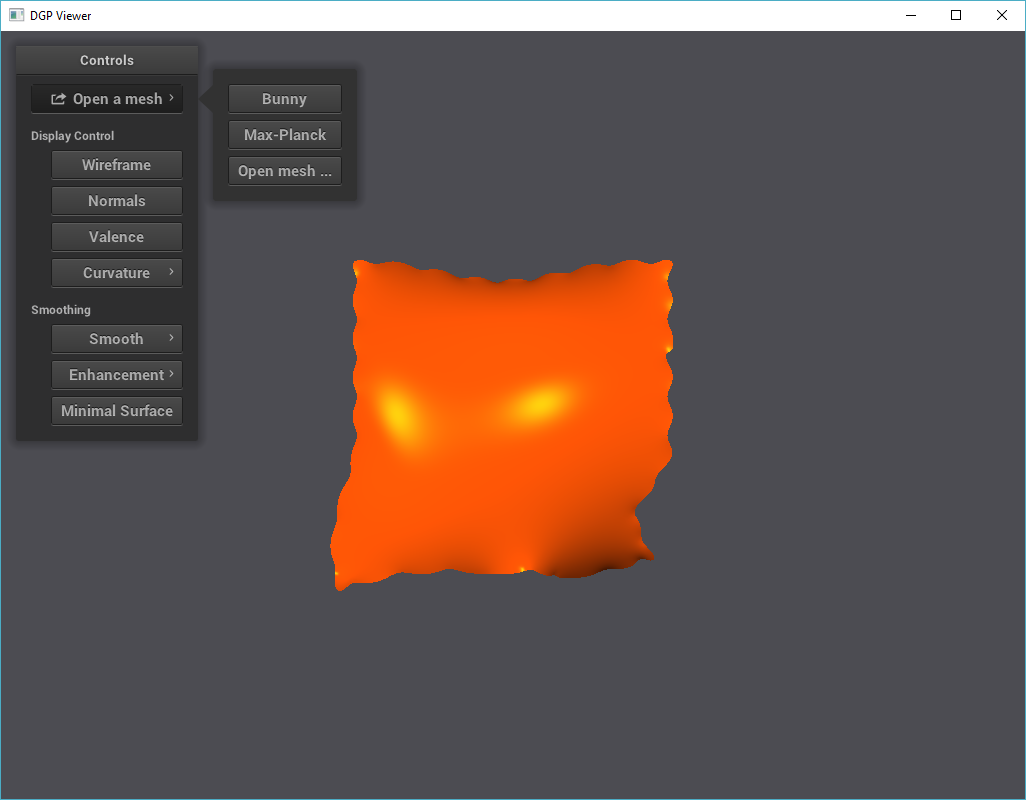 DGP Viewer
Controls
Open a mesh
Bunny
Max-Planck
Open mesh ...
Display Control
Wireframe
Normals
Valence
Curvature
Smoothing
Smooth
Enhancement
Minimal Surface